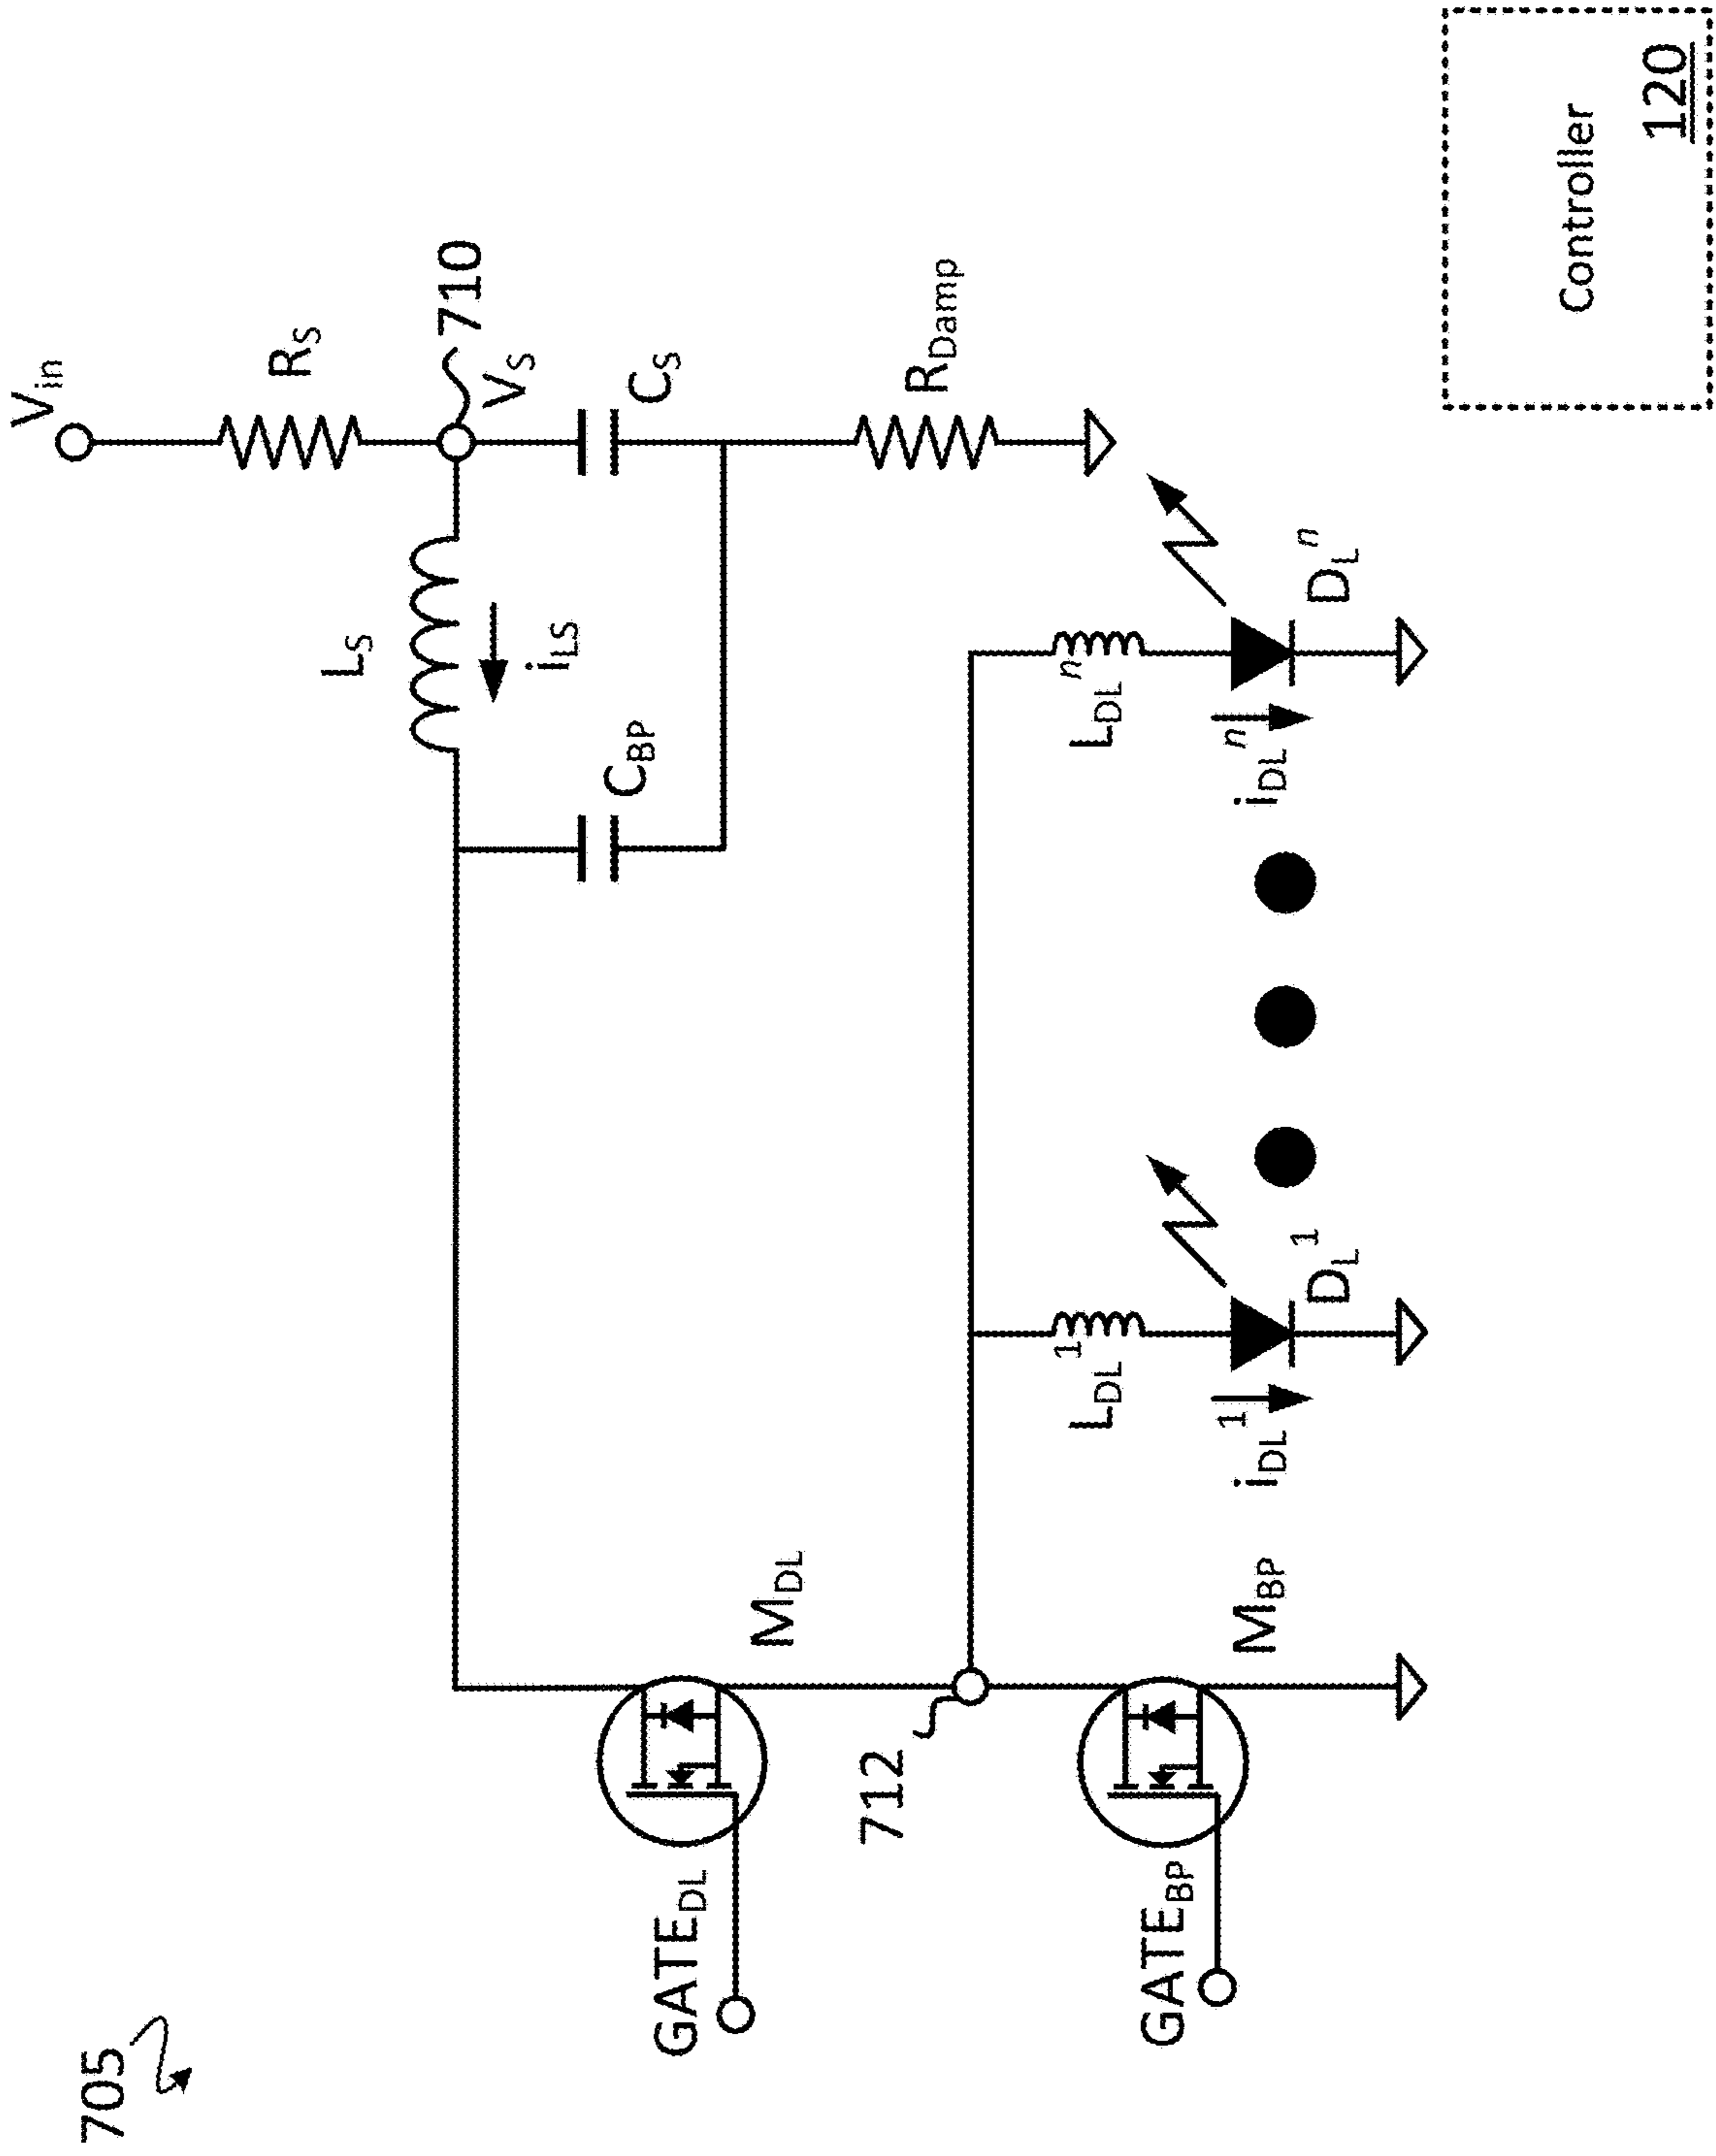 705
V_in
R_S
710
V_S
L_S
i_LS
C_S
C_BP
R_Damp
GATE_DL
M_DL
712
GATE_BP
M_BP
L_DL^1
i_DL^1
D_L^1
L_DL^n
i_DL^n
D_L^n
Controller
120